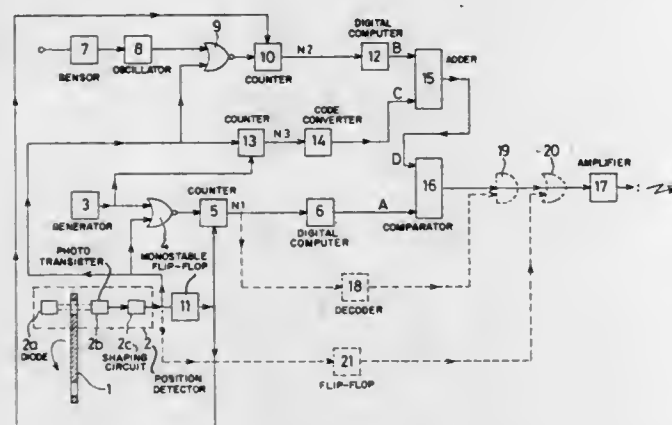 9
DIGITAL
COMPUTER
7
8
10
N2
12
B
ADDER
SENSOR
OSCILLATOR
COUNTER
15
COUNTER
CODE
CONVERTER
C
13
N3
14
19
20
AMPLIFIER
D
3
COUNTER
16
17
5
N1
6
A
GENERATOR
4
DIGITAL
COMPUTER
COMPARATOR
PHOTO
TRANSISTER
MONOSTABLE
FLIP-FLOP
11
18
DECODER
2a
DIODE
2b
2c
SHAPING
CIRCUIT
2
POSITION
DETECTOR
21
FLIP-FLOP
1